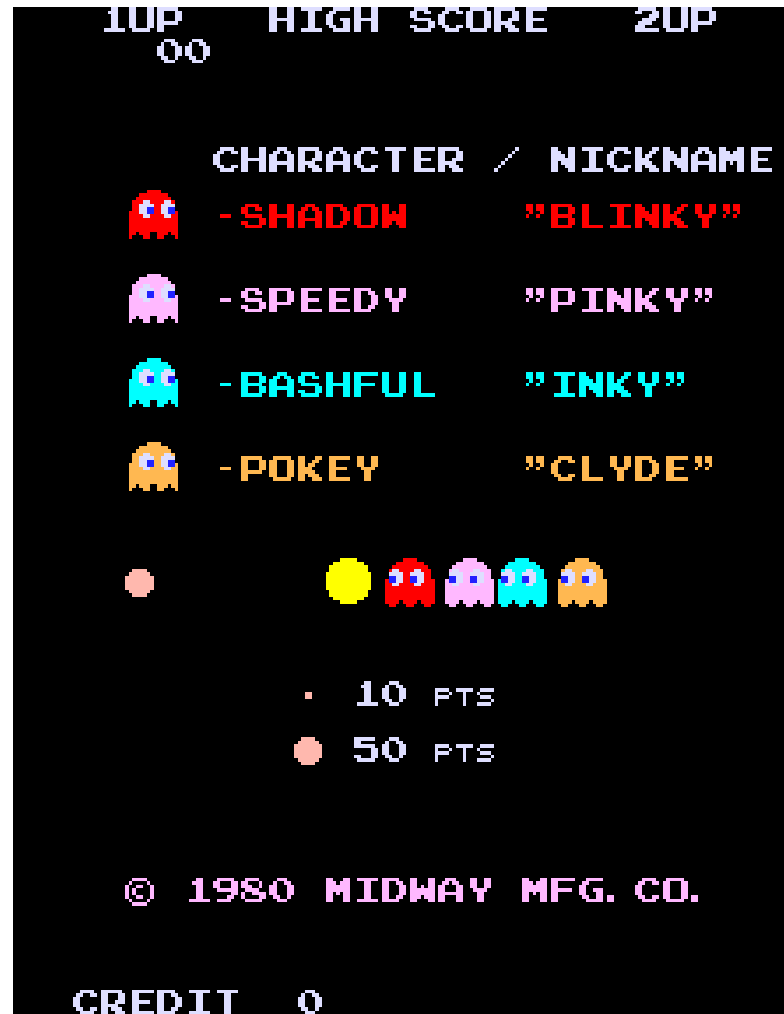 1UP HIGH SCORE 2UP
00
CHARACTER / NICKNAME
-SHADOW ”BLINKY”
-SPEEDY ”PINKY”
-BASHFUL ”INKY”
-POKEY ”CLYDE”
10 PTS
50 PTS
© 1980 MIDWAY MFG. CO.
CREDIT 0